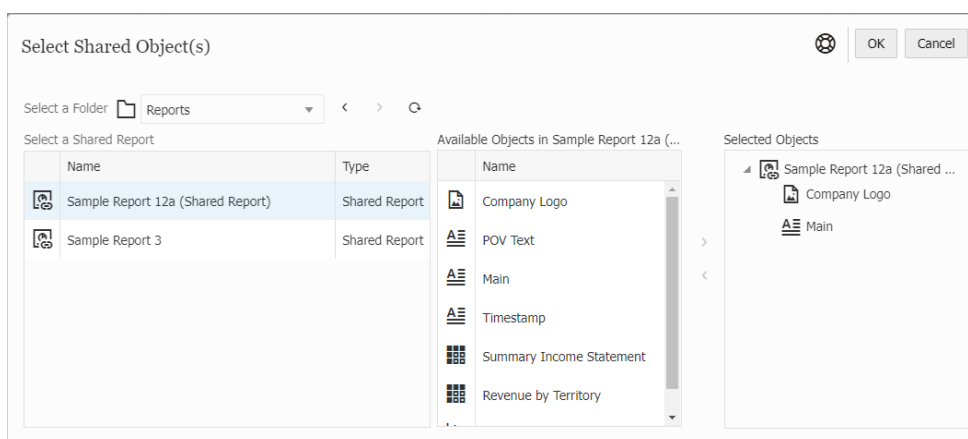 Select Shared Object(s)
OK
Cancel
Select a Folder
Reports
Select a Shared Report
Available Objects in Sample Report 12a (...
Selected Objects
Name
Type
Name
Sample Report 12a (Shared Report)
Shared Report
Sample Report 3
Shared Report
Company Logo
POV Text
Main
Timestamp
Summary Income Statement
Revenue by Territory
Sample Report 12a (Shared ...
Company Logo
Main